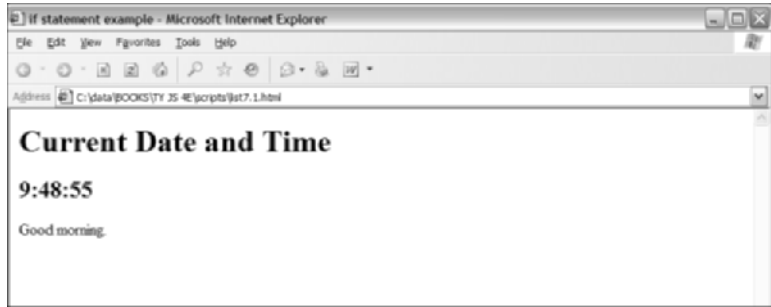 if statement example - Microsoft Internet Explorer
File Edit View Favorites Tools Help
Address C:\data\BOOKS\TY JS 4E\scripts\list7.1.html
Current Date and Time
9:48:55
Good morning.